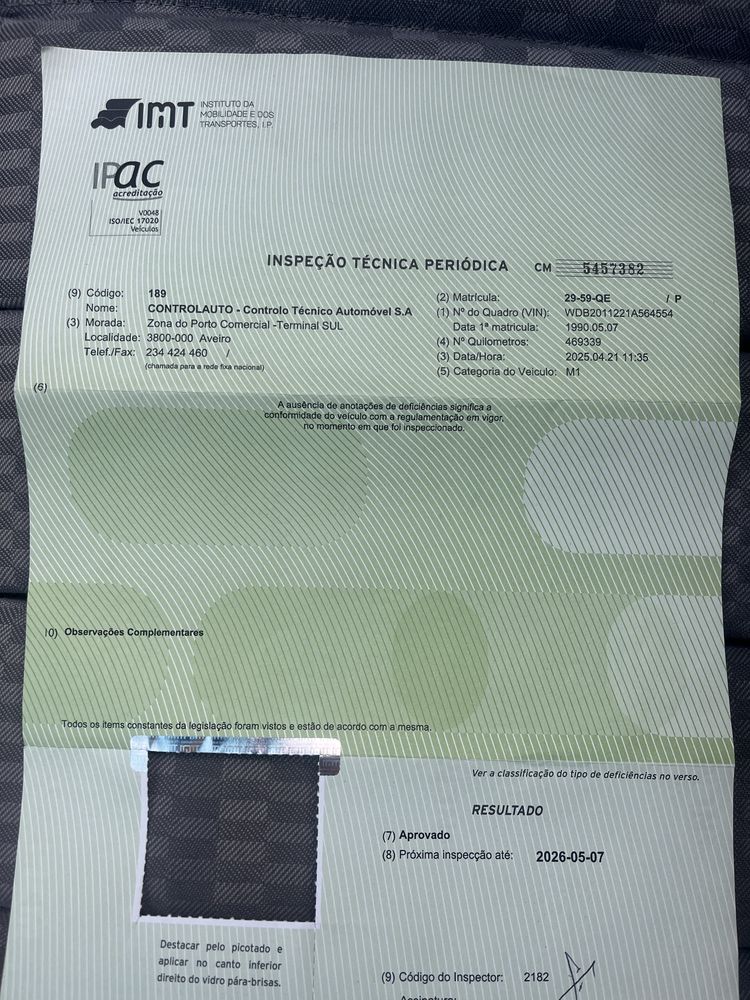 IMT INSTITUTO DA
MOBILIDADE E DOS
TRANSPORTES, I.P.
IPAC
acreditação
V0048
ISO/IEC 17020
Veículos
INSPEÇÃO TÉCNICA PERIÓDICA CM 5457382
(9) Código: 189
Nome: CONTROLAUTO - Controlo Técnico Automóvel S.A
(3) Morada: Zona do Porto Comercial -Terminal SUL
Localidade: 3800-000 Aveiro
Telef./Fax: 234 424 460 /
(chamada para a rede fixa nacional)
(2) Matrícula: 29-59-QE / P
(1) Nº do Quadro (VIN): WDB2011221A564554
Data 1ª matricula: 1990.05.07
(4) Nº Quilometros: 469339
(3) Data/Hora: 2025.04.21 11:35
(5) Categoria do Veículo: M1
(6)
A ausência de anotações de deficiências significa a
conformidade do veículo com a regulamentação em vigor,
no momento em que foi inspeccionado.
10) Observações Complementares
Todos os itens constantes da legislação foram vistos e estão de acordo com a mesma.
Ver a classificação do tipo de deficiências no verso.
RESULTADO
(7) Aprovado
(8) Próxima inspecção até: 2026-05-07
Destacar pelo picotado e
aplicar no canto inferior
direito do vidro pára-brisas.
(9) Código do Inspector: 2182